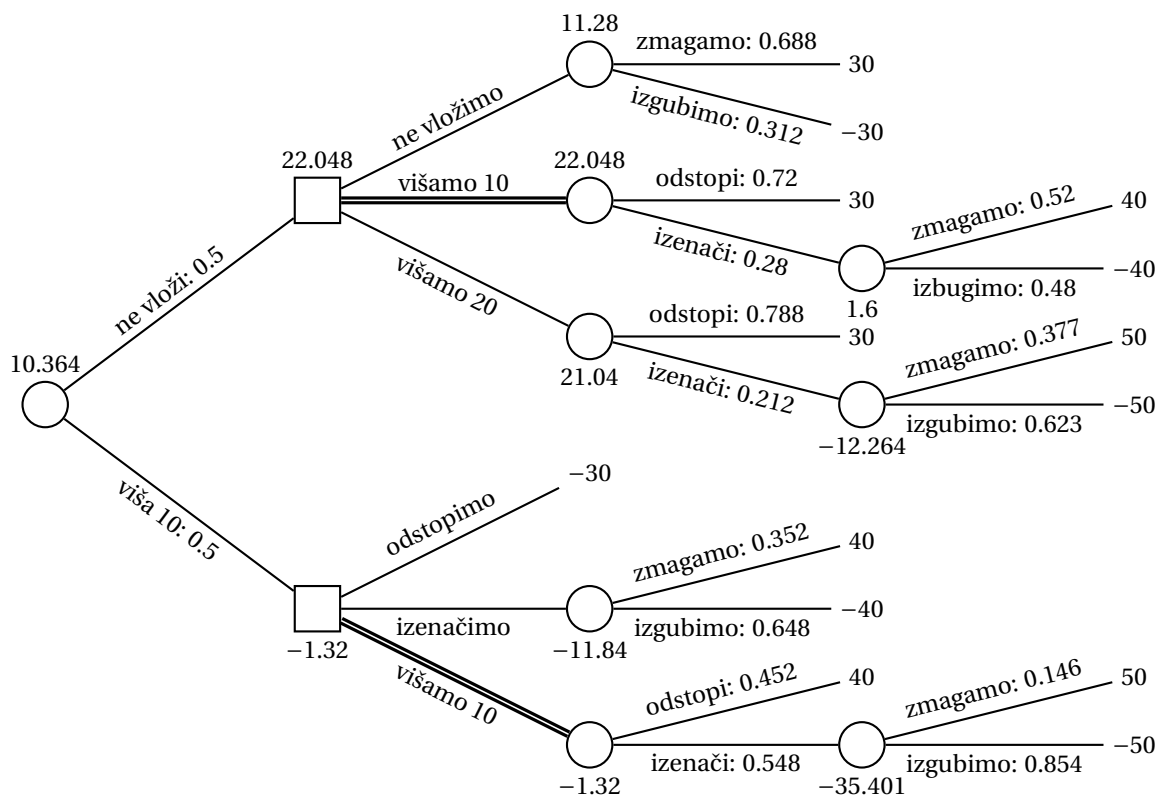 11.28
zmagamo: 0.688
30
izgubimo: 0.312
−30
ne vložimo
22.048
višamo 10
22.048
odstopi: 0.72
30
izenači: 0.28
zmagamo: 0.52
40
izbugimo: 0.48
−40
1.6
višamo 20
odstopi: 0.788
30
21.04
izenači: 0.212
zmagamo: 0.377
50
izgubimo: 0.623
−50
−12.264
ne vloži: 0.5
10.364
viša 10: 0.5
−30
odstopimo
−1.32
izenačimo
zmagamo: 0.352
40
izgubimo: 0.648
−40
−11.84
višamo 10
odstopi: 0.452
40
−1.32
izenači: 0.548
zmagamo: 0.146
50
izgubimo: 0.854
−50
−35.401